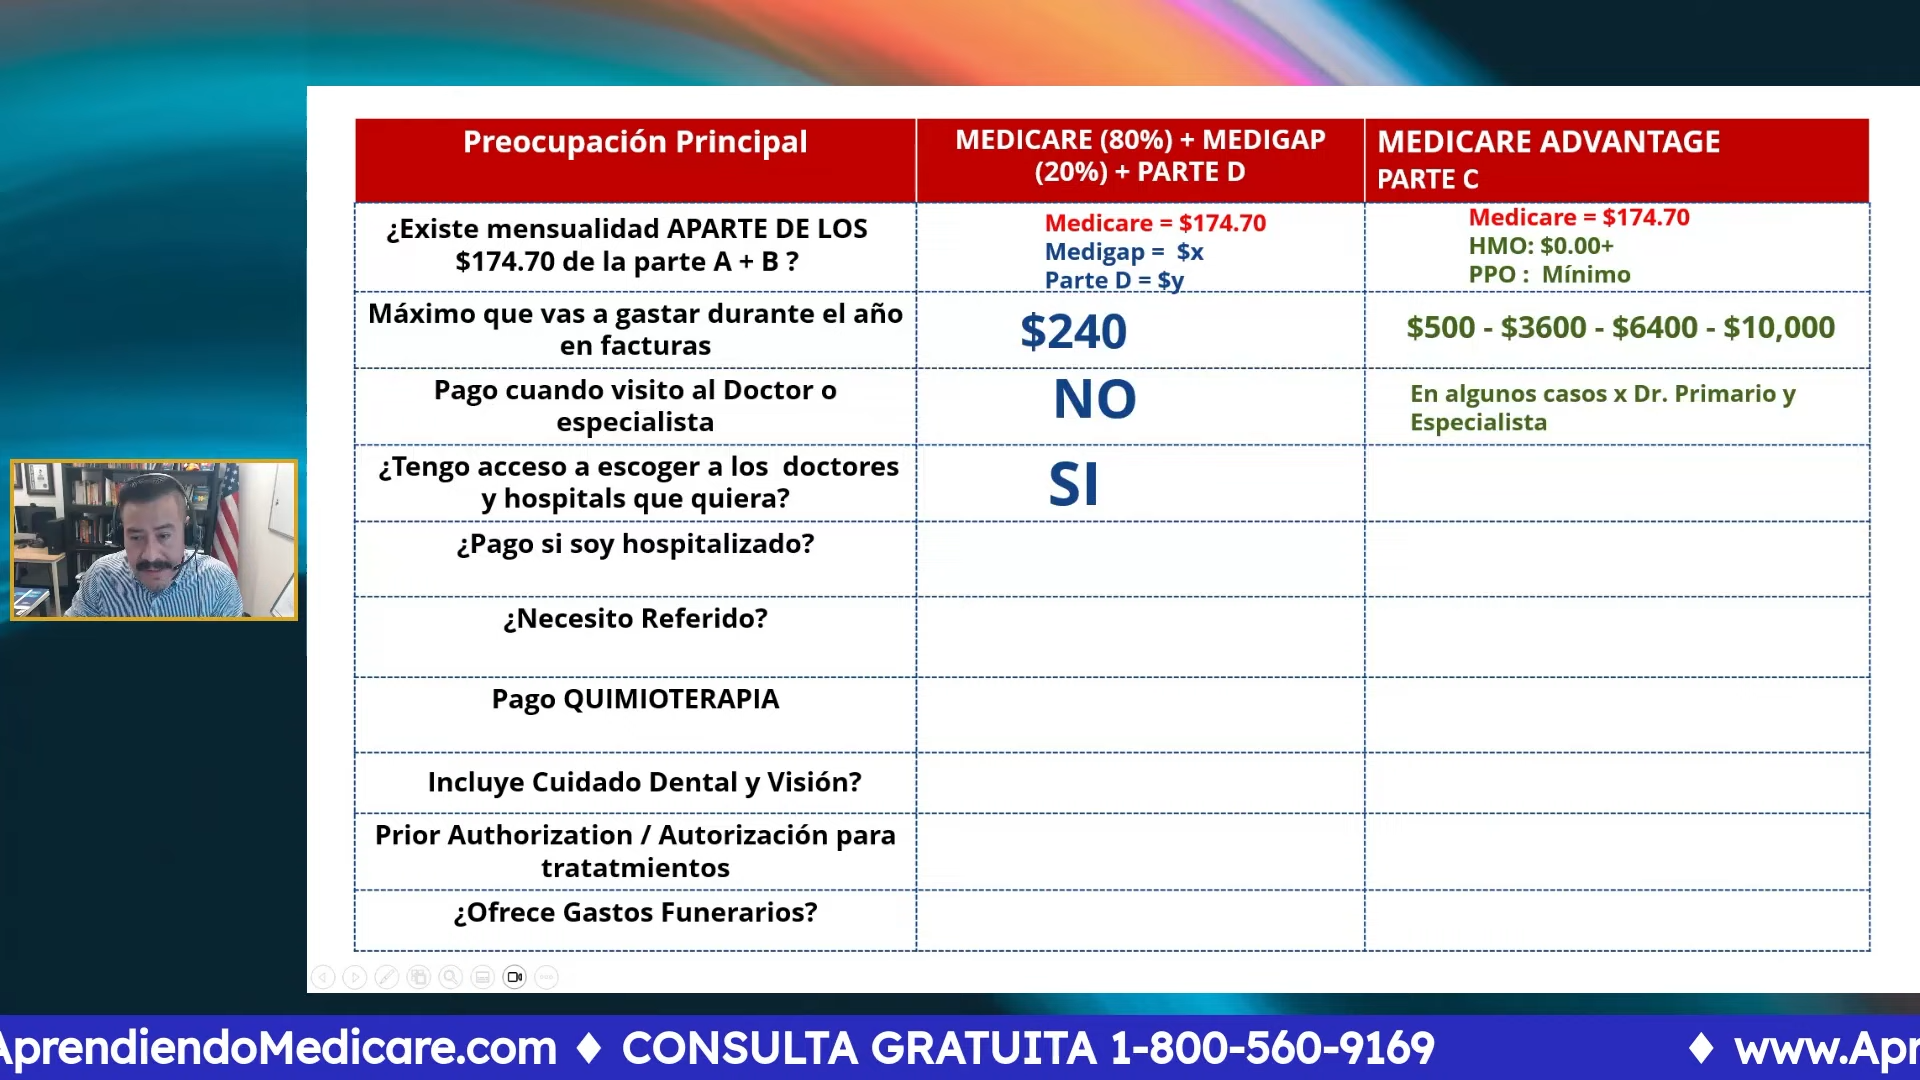 Preocupación Principal
MEDICARE (80%) + MEDIGAP
(20%) + PARTE D
MEDICARE ADVANTAGE
PARTE C
¿Existe mensualidad APARTE DE LOS
$174.70 de la parte A + B ?
Medicare = $174.70
Medigap = $x
Parte D = $y
Medicare = $174.70
HMO: $0.00+
PPO : Mínimo
Máximo que vas a gastar durante el año
en facturas
$240
$500 - $3600 - $6400 - $10,000
Pago cuando visito al Doctor o
especialista
NO
En algunos casos x Dr. Primario y
Especialista
¿Tengo acceso a escoger a los doctores
y hospitals que quiera?
SI
¿Pago si soy hospitalizado?
¿Necesito Referido?
Pago QUIMIOTERAPIA
Incluye Cuidado Dental y Visión?
Prior Authorization / Autorización para
tratatmientos
¿Ofrece Gastos Funerarios?
AprendiendoMedicare.com ♦ CONSULTA GRATUITA 1-800-560-9169 ♦ www.Apr